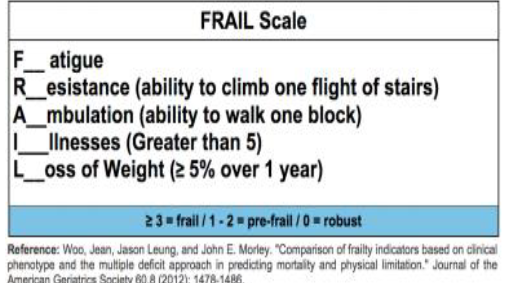 FRAIL Scale
F__ atigue
R__esistance (ability to climb one flight of stairs)
A__mbulation (ability to walk one block)
I___llnesses (Greater than 5)
L__oss of Weight (≥ 5% over 1 year)
≥ 3 = frail / 1 - 2 = pre-frail / 0 = robust
Reference: Woo, Jean, Jason Leung, and John E. Morley. "Comparison of frailty indicators based on clinical
phenotype and the multiple deficit approach in predicting mortality and physical limitation." Journal of the
American Geriatrics Society 60.8 (2012): 1478-1486.